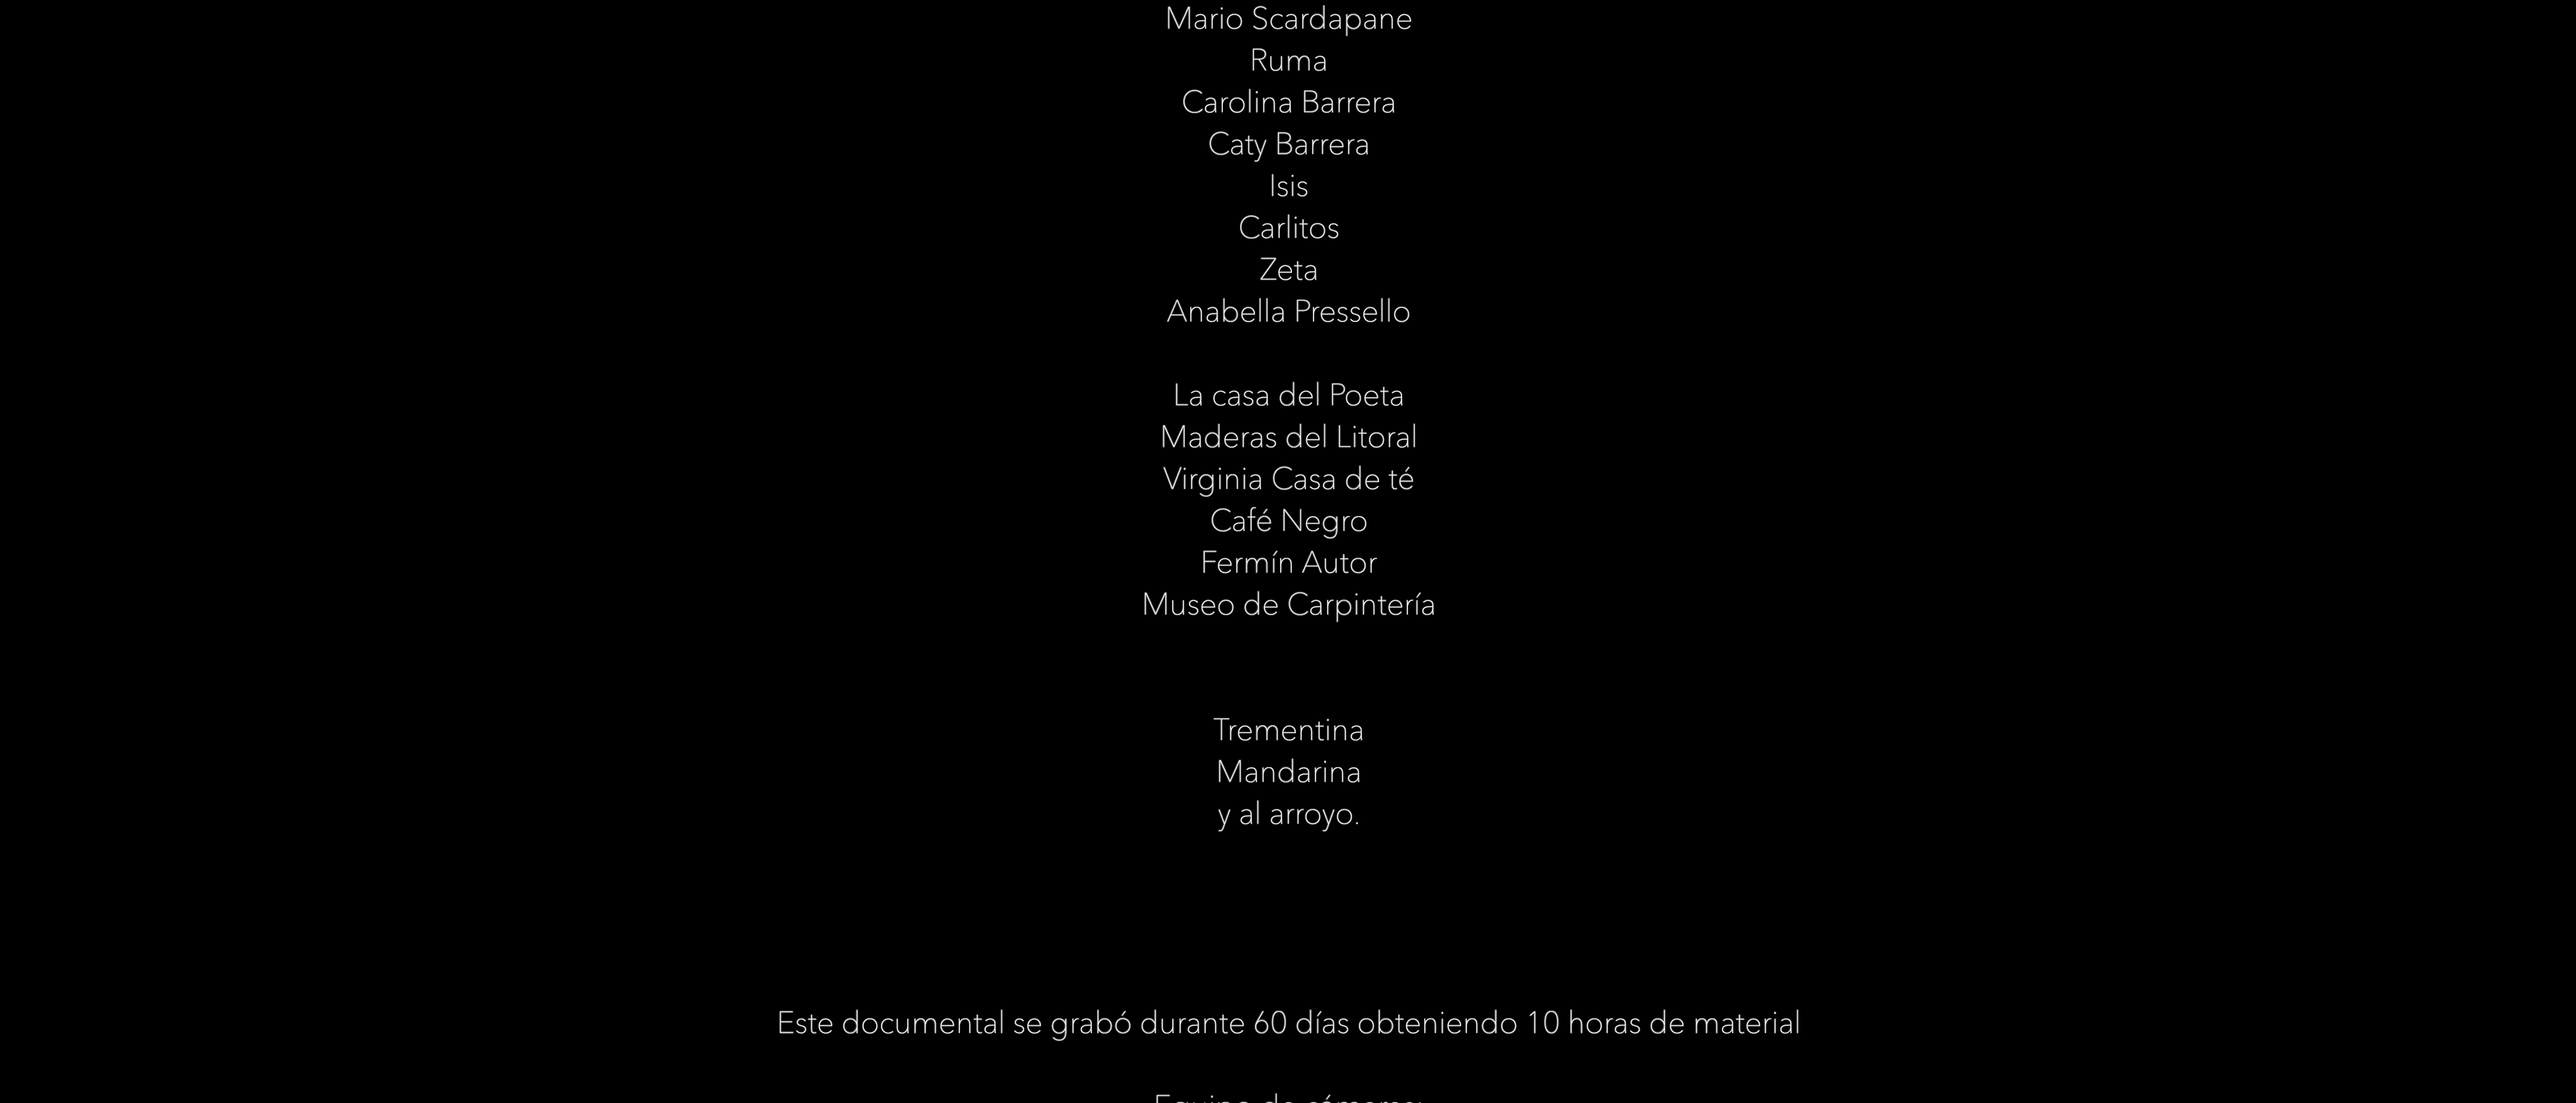 Mario Scardapane
Ruma
Carolina Barrera
Caty Barrera
Isis
Carlitos
Zeta
Anabella Pressello
La casa del Poeta
Maderas del Litoral
Virginia Casa de té
Café Negro
Fermín Autor
Museo de Carpintería
Trementina
Mandarina
y al arroyo.
Este documental se grabó durante 60 días obteniendo 10 horas de material